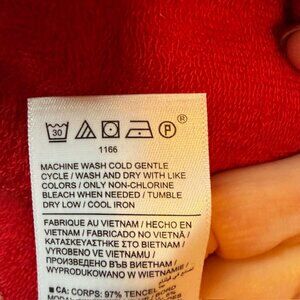 30 P ®
1166
MACHINE WASH COLD GENTLE
CYCLE / WASH AND DRY WITH LIKE
COLORS / ONLY NON-CHLORINE
BLEACH WHEN NEEDED / TUMBLE
DRY LOW / COOL IRON
FABRIQUE AU VIETNAM / HECHO EN
VIETNAM / FABRICADO NO VIETNÃ /
ΚΑΤΑΣΚΕΥΑΣΤΗΚΕ ΣΤΟ ΒΙΕΤΝΑΜ /
VYROBENO VE VIETNAMU /
ПРОИЗВЕДЕНО ВЬЕТНАМ /
WYPRODUKOWANO W WIETNAMIE /
CA: CORPS: 97% TENCEL